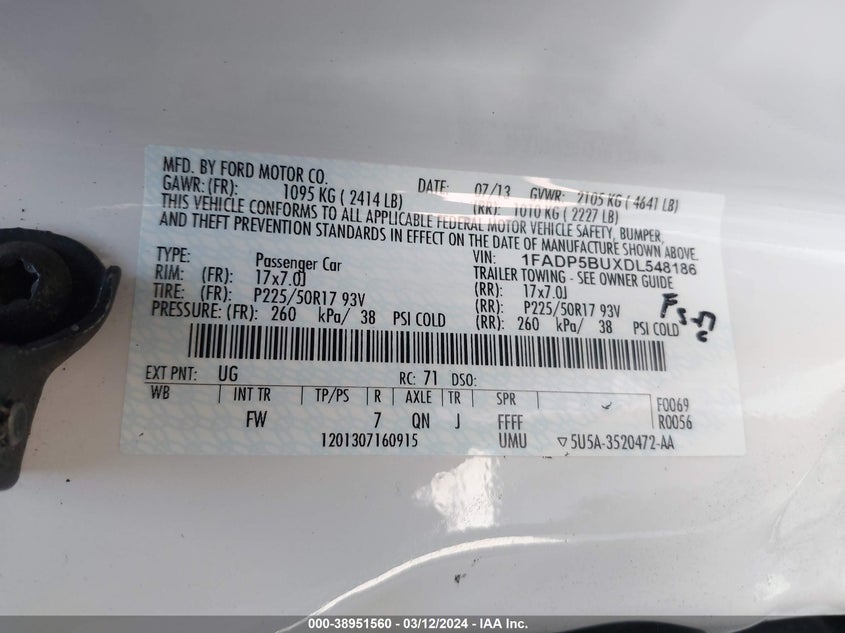 MFD. BY FORD MOTOR CO.
DATE: 07/13 GVWR: 2105 KG ( 4641 LB)
GAWR: (FR): 1095 KG ( 2414 LB) (RR): 1010 KG ( 2227 LB)
THIS VEHICLE CONFORMS TO ALL APPLICABLE FEDERAL MOTOR VEHICLE SAFETY, BUMPER,
AND THEFT PREVENTION STANDARDS IN EFFECT ON THE DATE OF MANUFACTURE SHOWN ABOVE.
VIN: 1FADP5BUXDL548186
TYPE: Passenger Car TRAILER TOWING - SEE OWNER GUIDE
RIM: (FR): 17x7.0J (RR): 17x7.0J
TIRE: (FR): P225/50R17 93V (RR): P225/50R17 93V
PRESSURE: (FR): 260 kPa/ 38 PSI COLD (RR): 260 kPa/ 38 PSI COLD
EXT PNT: UG RC: 71 DSO:
WB INT TR TP/PS R AXLE TR SPR F0069
FW 7 QN J FFFF R0056
1201307160915 UMU ▽5U5A-3520472-AA
000-38951560 - 03/12/2024 - IAA Inc.